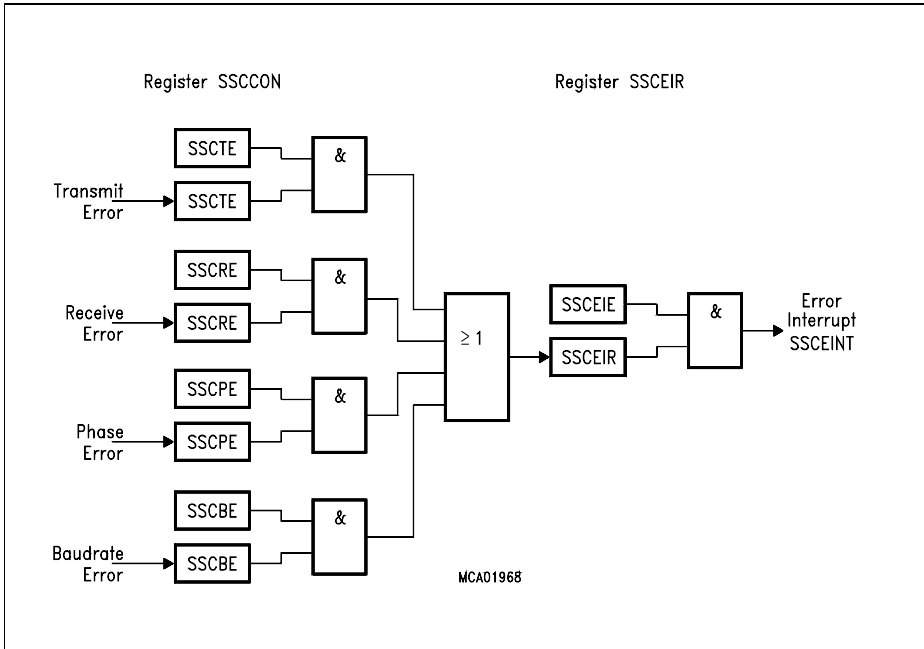 Register SSCCON
Register SSCEIR
SSCTE
&
Transmit
Error
SSCTE
SSCRE
&
Receive
Error
SSCRE
SSCPE
&
Phase
Error
SSCPE
SSCBE
&
Baudrate
Error
SSCBE
≥ 1
SSCEIE
SSCEIR
&
Error
Interrupt
SSCEINT
MCA01968